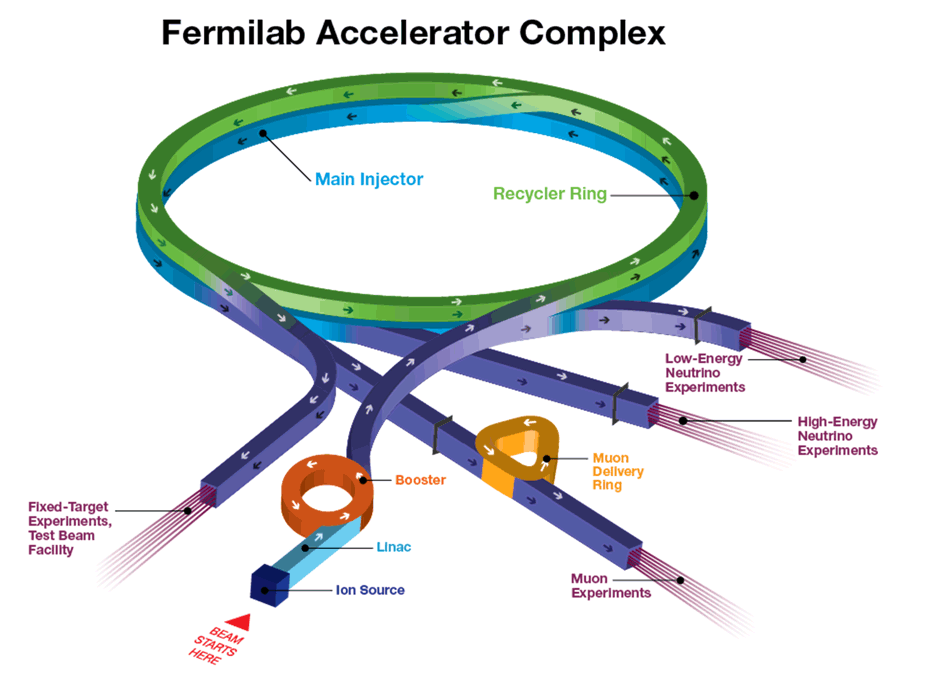 Fermilab Accelerator Complex
Main Injector
Recycler Ring
Low-Energy
Neutrino
Experiments
High-Energy
Neutrino
Experiments
Muon
Delivery
Ring
Booster
Fixed-Target
Experiments,
Test Beam
Facility
Linac
Ion Source
Muon
Experiments
BEAM
STARTS
HERE